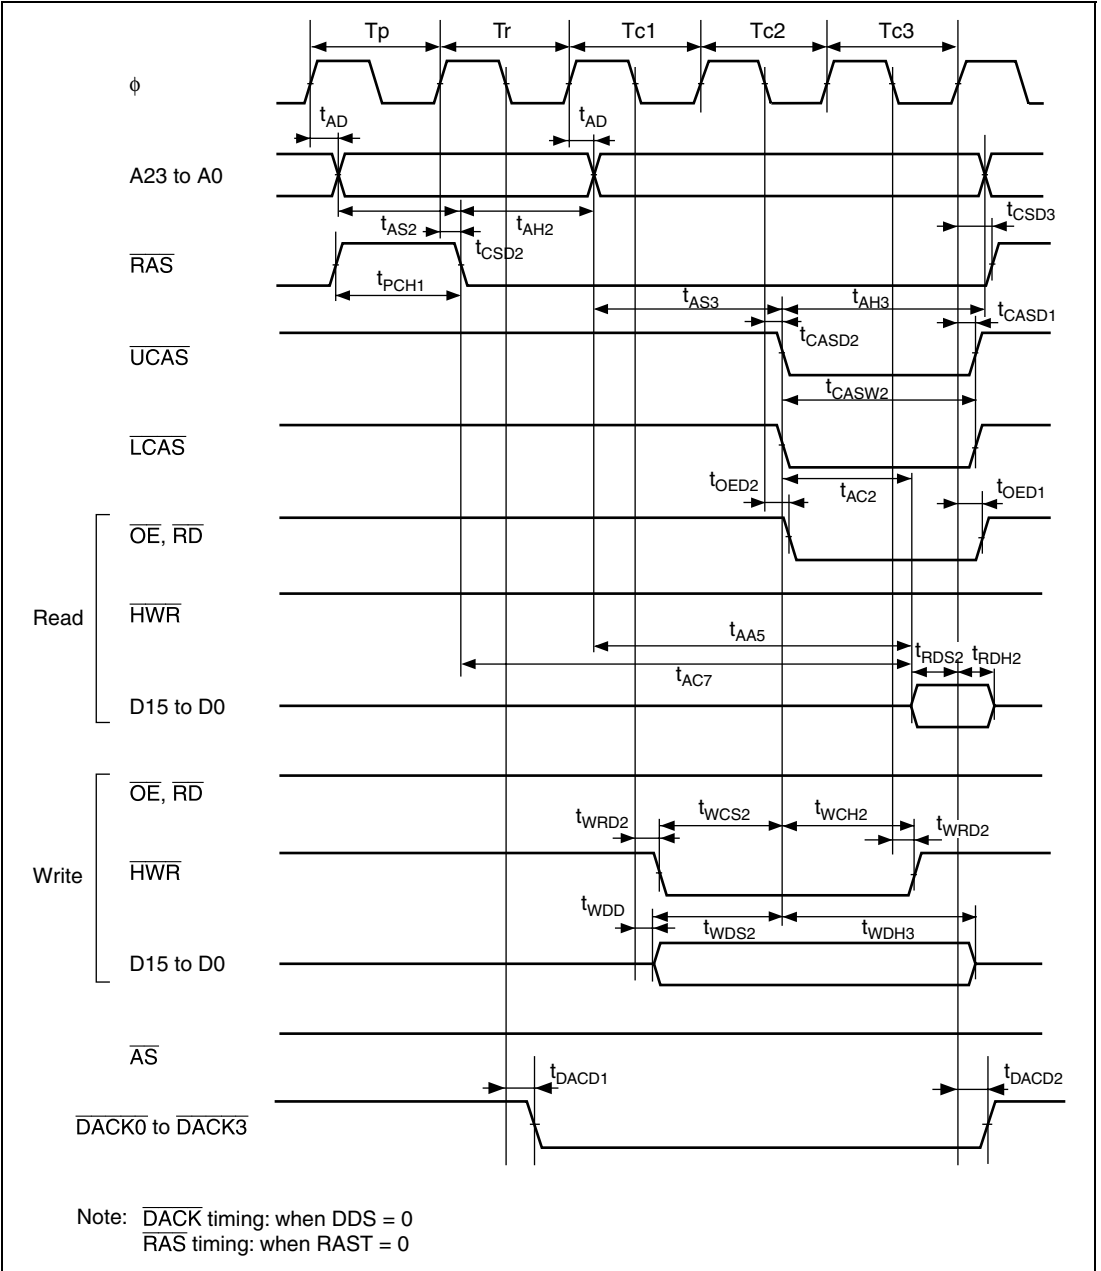 Tp Tr Tc1 Tc2 Tc3
ϕ
tAD tAD
A23 to A0
tAS2 tAH2 tCSD3
tCSD2
RAS
tPCH1
tAS3 tAH3 tCASD1
tCASD2
UCAS
tCASW2
LCAS
tOED2 tAC2 tOED1
OE, RD
Read
HWR
tAA5
tRDS2 tRDH2
tAC7
D15 to D0
OE, RD
tWRD2 tWCS2 tWCH2 tWRD2
Write
HWR
tWDD
tWDS2 tWDH3
D15 to D0
AS
tDACD1 tDACD2
DACK0 to DACK3
Note: DACK timing: when DDS = 0
RAS timing: when RAST = 0